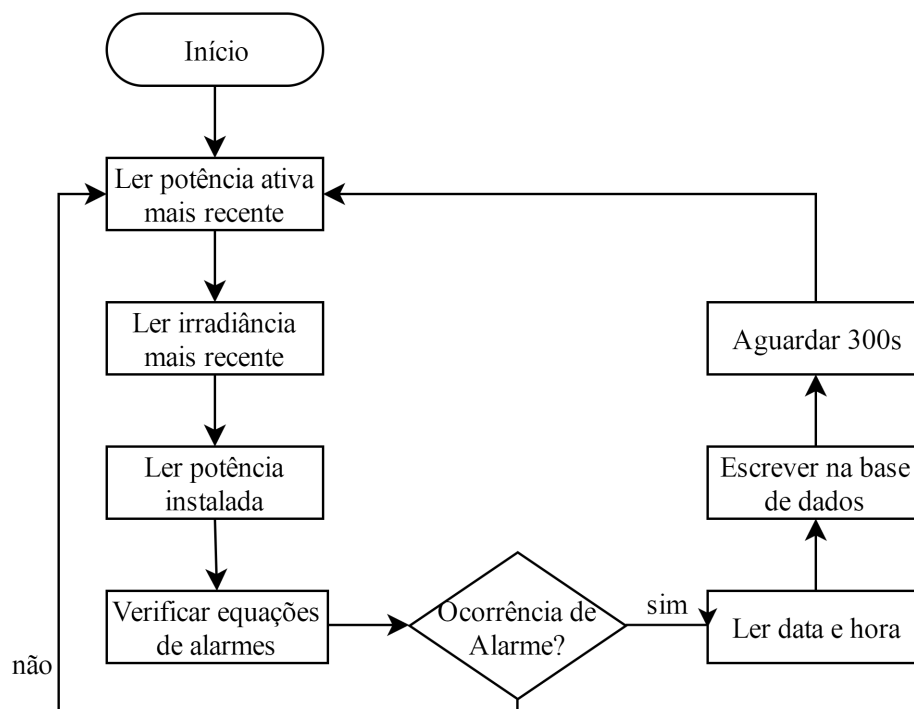 Início
Ler potência ativa
mais recente
Ler irradiância
mais recente
Aguardar 300s
Ler potência
instalada
Escrever na base
de dados
Verificar equações
de alarmes
Ocorrência de
Alarme?
sim
Ler data e hora
não